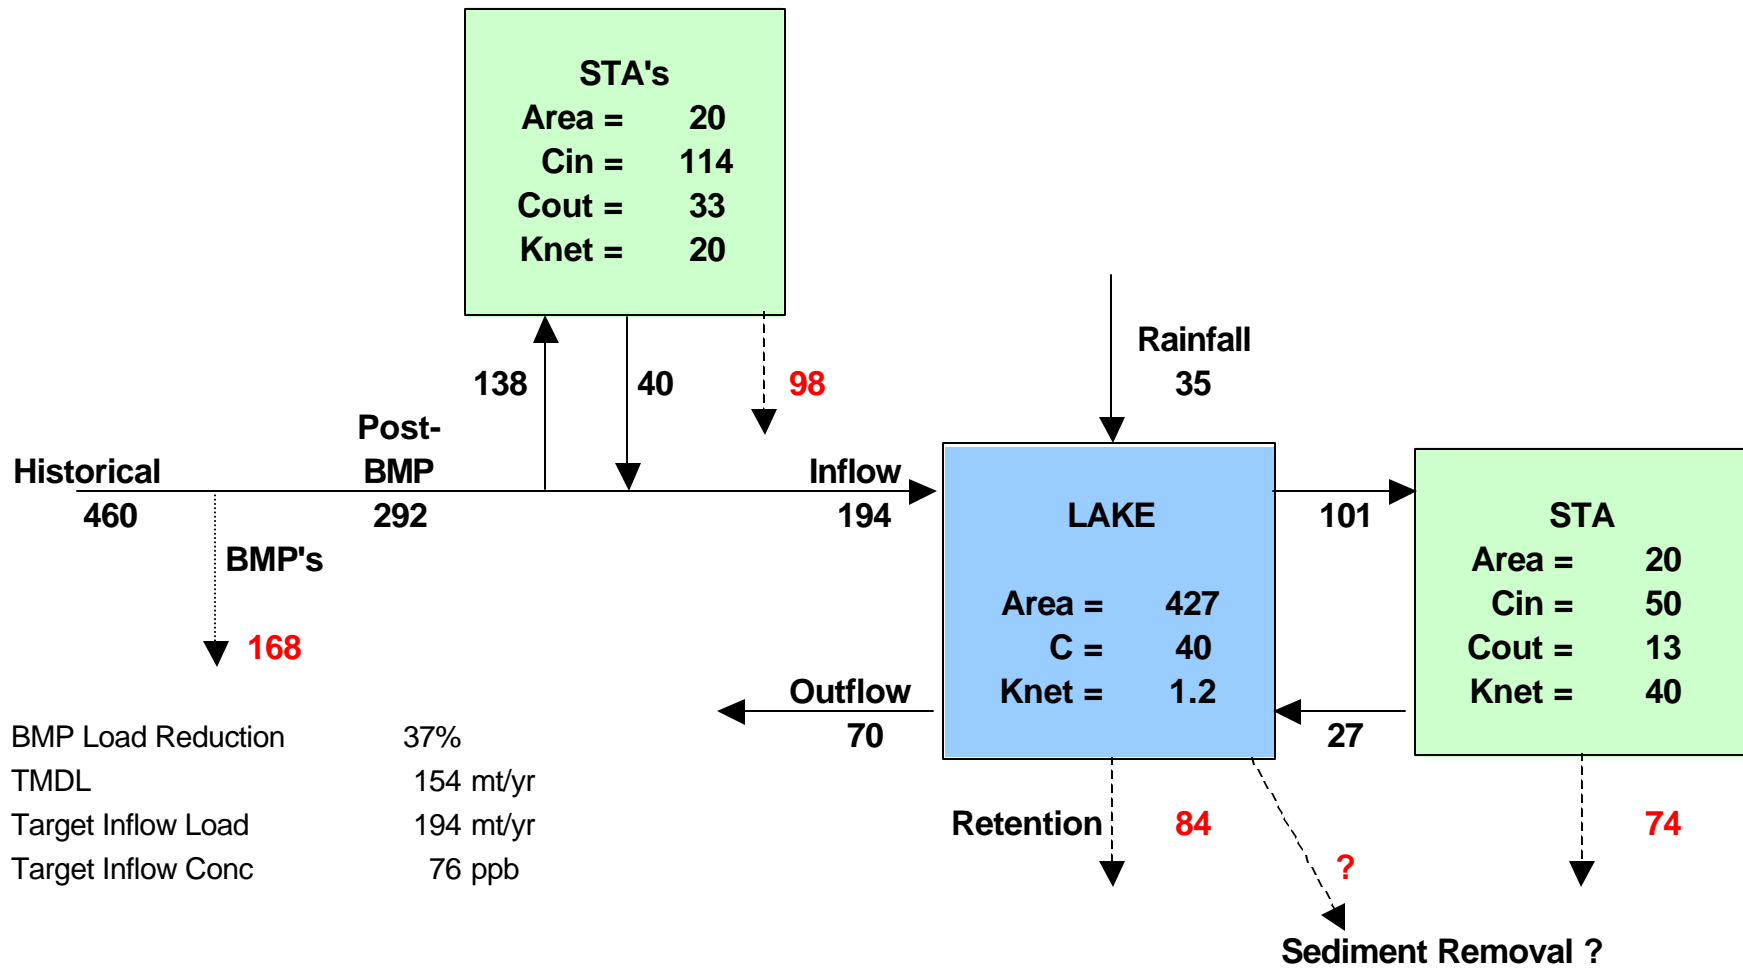 STA's
Area = 20
Cin = 114
Cout = 33
Knet = 20
138
40
98
Rainfall
35
Post-
BMP
Historical
Inflow
460
292
194
BMP's
168
LAKE
Area = 427
C = 40
Knet = 1.2
101
STA
Area = 20
Cin = 50
Cout = 13
Knet = 40
Outflow
70
27
BMP Load Reduction 37%
TMDL 154 mt/yr
Target Inflow Load 194 mt/yr
Target Inflow Conc 76 ppb
Retention 84
74
?
Sediment Removal ?